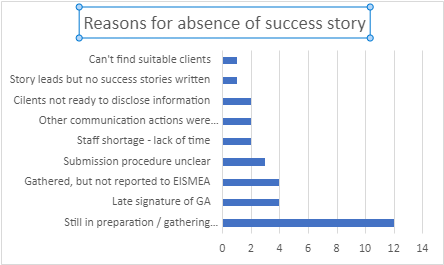 Reasons for absence of success story
Can't find suitable clients
Story leads but no success stories written
Cilents not ready to disclose information
Other communication actions were...
Staff shortage - lack of time
Submission procedure unclear
Gathered, but not reported to EISMEA
Late signature of GA
Still in preparation / gathering...
0 2 4 6 8 10 12 14